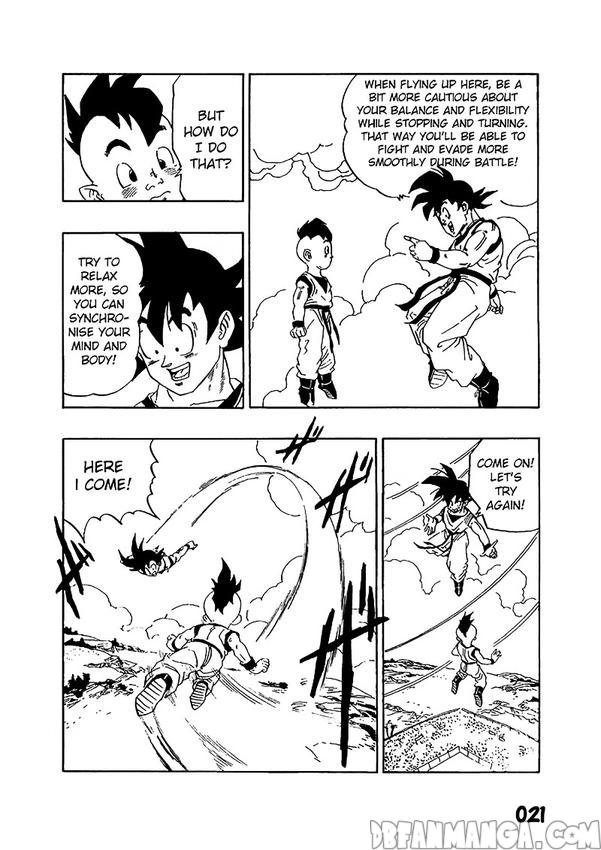 WHEN FLYING UP HERE, BE A
BIT MORE CAUTIOUS ABOUT
YOUR BALANCE AND FLEXIBILITY
WHILE STOPPING AND TURNING.
THAT WAY YOU'LL BE ABLE TO
FIGHT AND EVADE MORE
SMOOTHLY DURING BATTLE!
BUT
HOW DO
I DO
THAT?
TRY TO
RELAX
MORE, SO
YOU CAN
SYNCHRO-
NISE YOUR
MIND AND
BODY!
COME ON!
LET'S
TRY
AGAIN!
HERE
I COME!
021
DBFANMANGA.COM